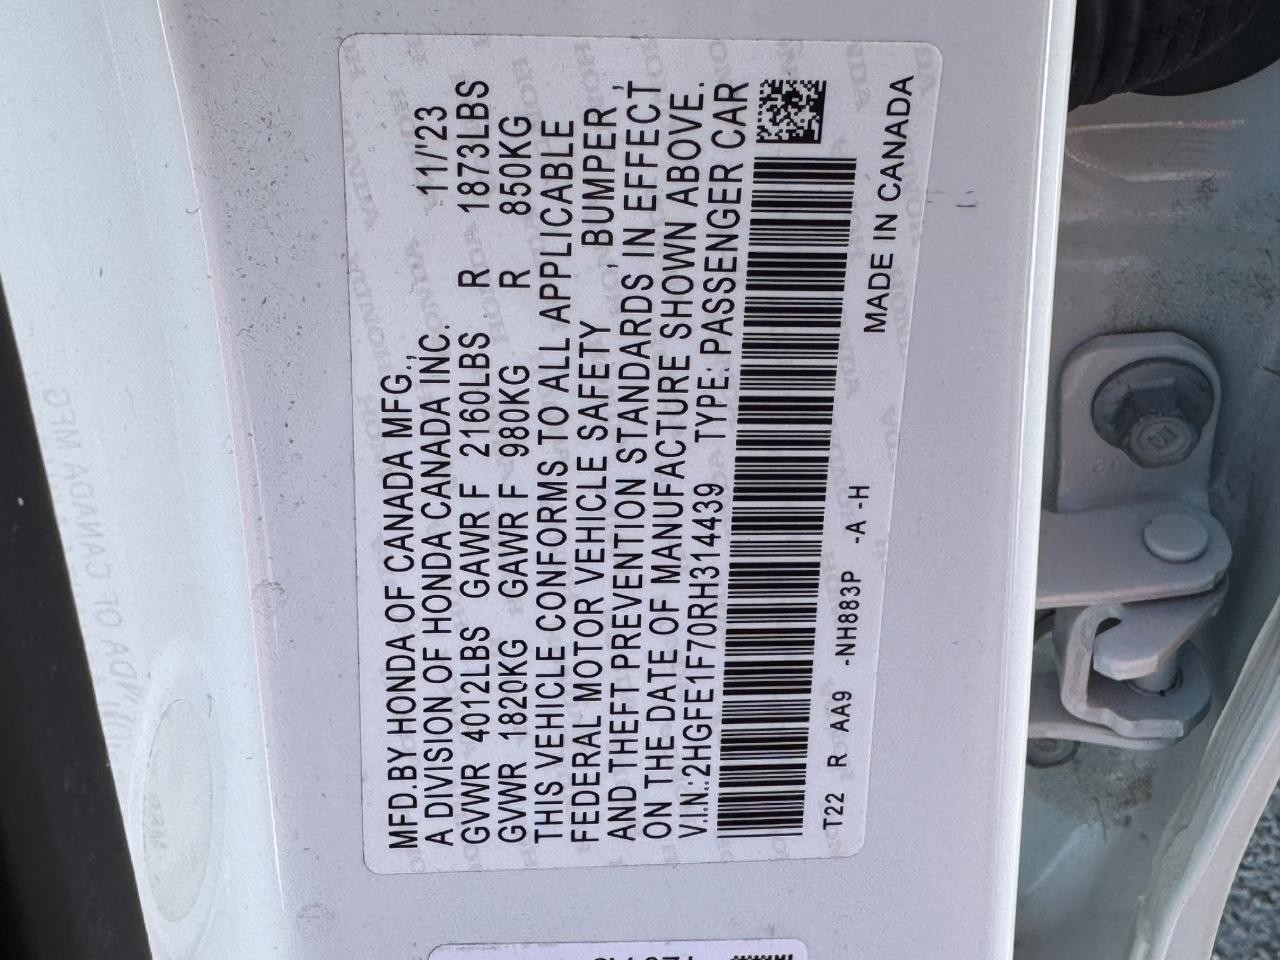 MFD.BY HONDA OF CANADA MFG., 11/'23
A DIVISION OF HONDA CANADA INC.
GVWR 4012LBS GAWR F 2160LBS R 1873LBS
GVWR 1820KG GAWR F 980KG R 850KG
THIS VEHICLE CONFORMS TO ALL APPLICABLE
FEDERAL MOTOR VEHICLE SAFETY , BUMPER ,
AND THEFT PREVENTION STANDARDS IN EFFECT
ON THE DATE OF MANUFACTURE SHOWN ABOVE.
V.I.N.:2HGFE1F70RH314439 TYPE: PASSENGER CAR
T22 R AA9 -NH883P -A -H
MADE IN CANADA